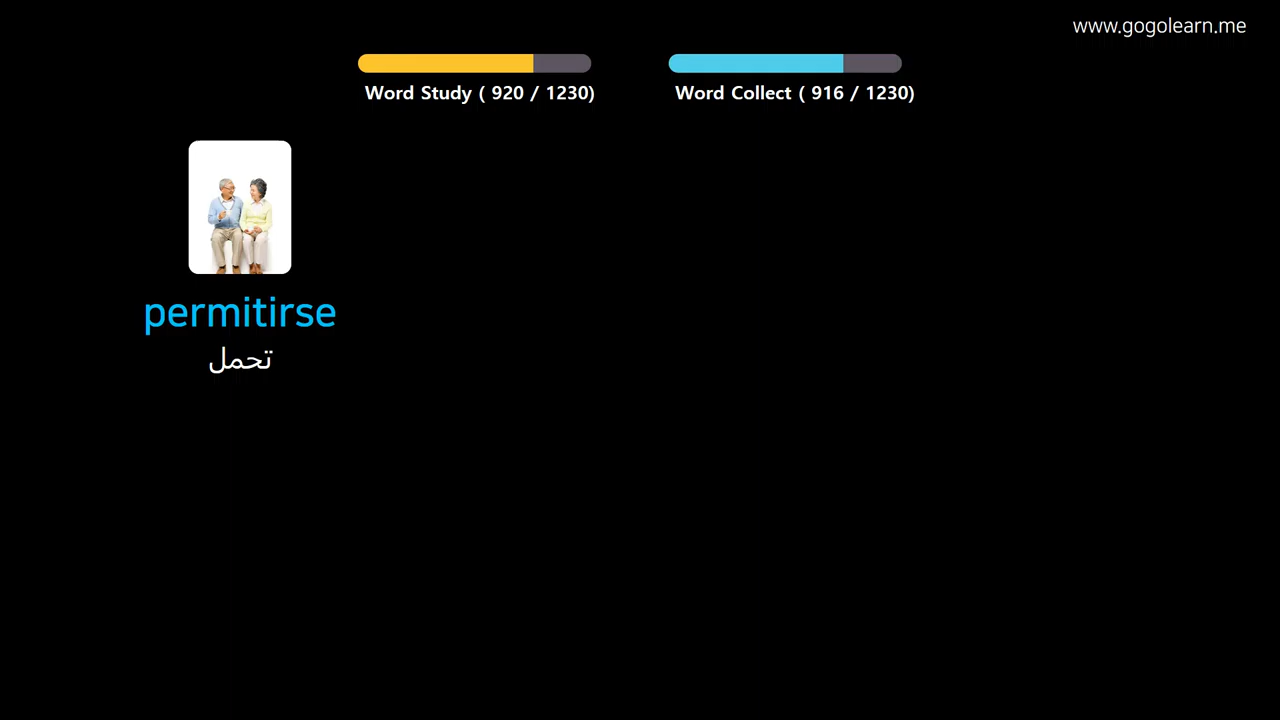 www.gogolearn.me
Word Study ( 920 / 1230)
Word Collect ( 916 / 1230)
permitirse
تحمل